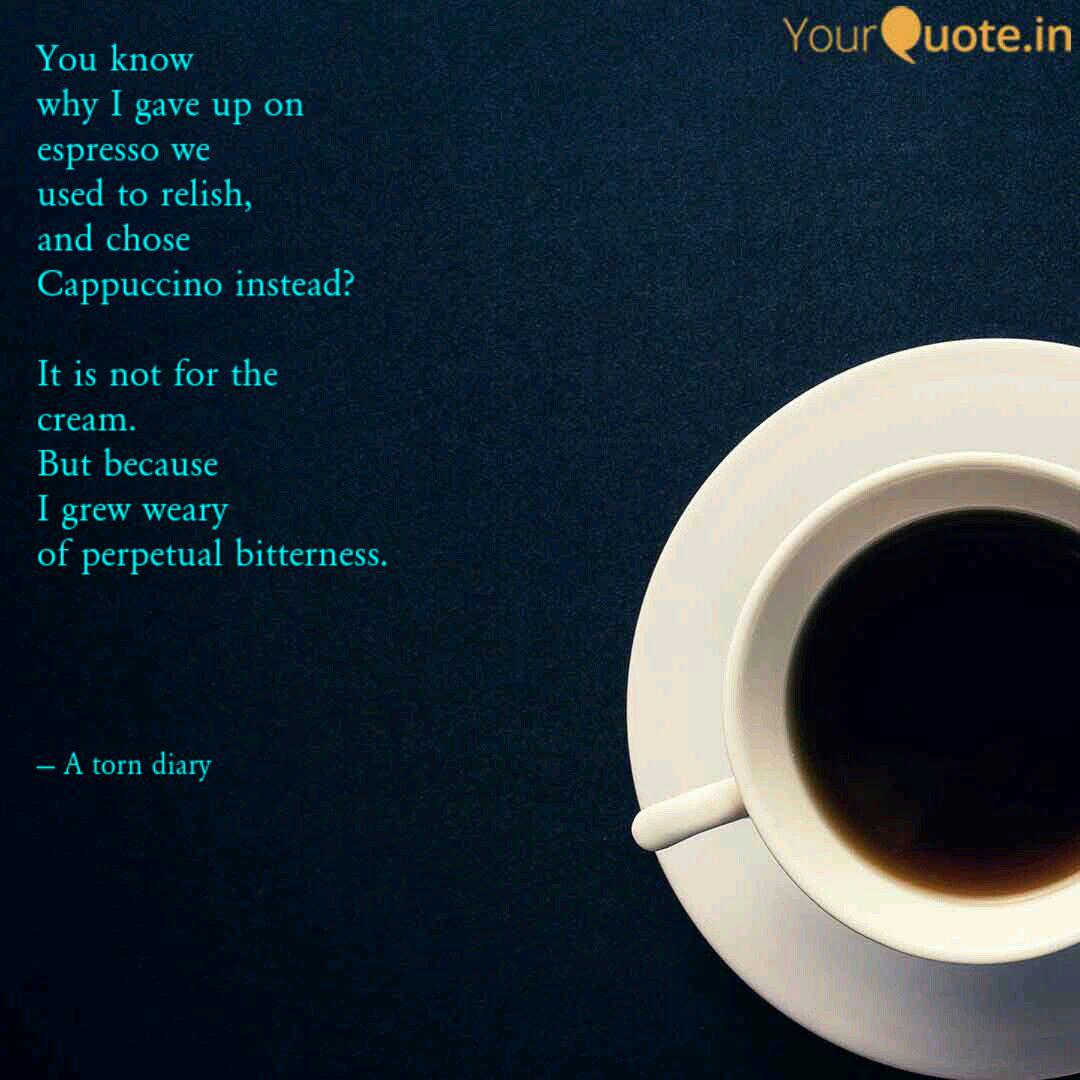 YourQuote.in
You know
why I gave up on
espresso we
used to relish,
and chose
Cappuccino instead?
It is not for the
cream.
But because
I grew weary
of perpetual bitterness.
– A torn diary